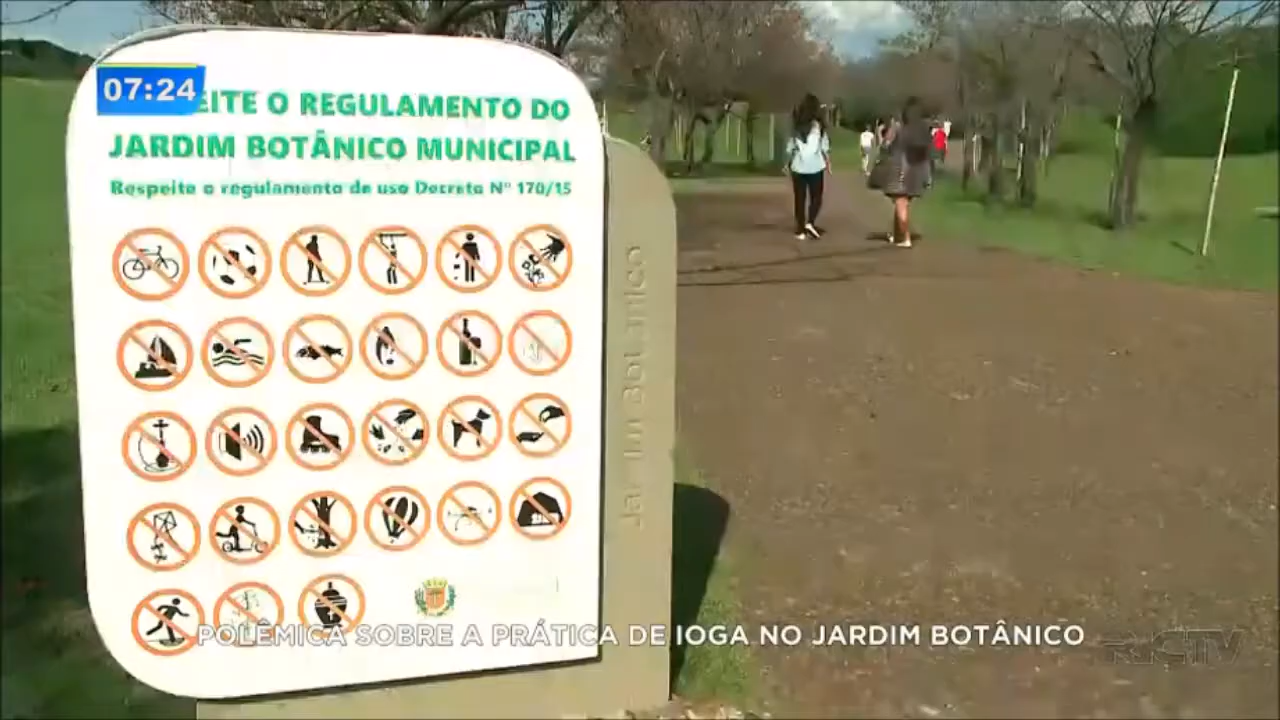 07:24
EITE O REGULAMENTO DO
JARDIM BOTÂNICO MUNICIPAL
Respeite o regulamento de uso Decreto Nº 170/15
Jardim Botânico
POLÊMICA SOBRE A PRÁTICA DE IOGA NO JARDIM BOTÂNICO
RICTV